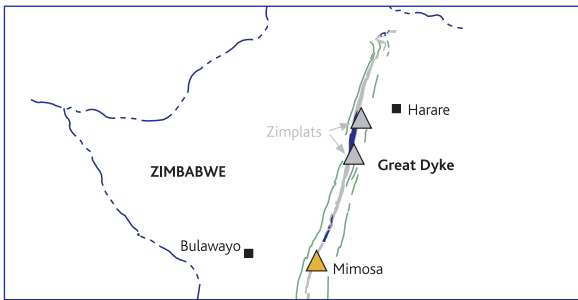 Harare
Zimplats
ZIMBABWE
Great Dyke
Bulawayo
Mimosa